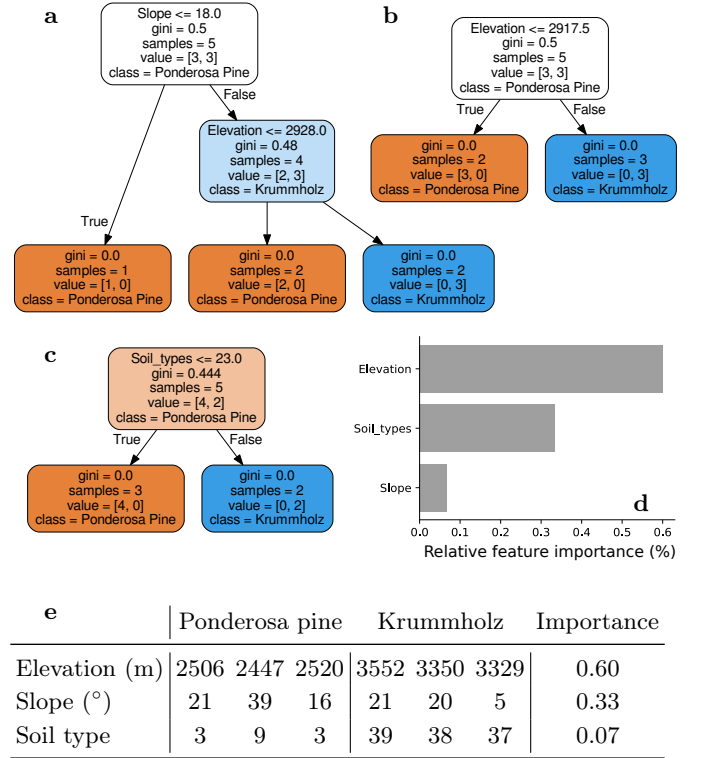 a
Slope <= 18.0
gini = 0.5
samples = 5
value = [3, 3]
class = Ponderosa Pine
True
False
Elevation <= 2928.0
gini = 0.48
samples = 4
value = [2, 3]
class = Krummholz
gini = 0.0
samples = 1
value = [1, 0]
class = Ponderosa Pine
gini = 0.0
samples = 2
value = [2, 0]
class = Ponderosa Pine
gini = 0.0
samples = 2
value = [0, 3]
class = Krummholz
b
Elevation <= 2917.5
gini = 0.5
samples = 5
value = [3, 3]
class = Ponderosa Pine
True
False
gini = 0.0
samples = 2
value = [3, 0]
class = Ponderosa Pine
gini = 0.0
samples = 3
value = [0, 3]
class = Krummholz
c
Soil_types <= 23.0
gini = 0.444
samples = 5
value = [4, 2]
class = Ponderosa Pine
True
False
gini = 0.0
samples = 3
value = [4, 0]
class = Ponderosa Pine
gini = 0.0
samples = 2
value = [0, 2]
class = Krummholz
Elevation
Soil_types
Slope
d
0.0 0.1 0.2 0.3 0.4 0.5 0.6
Relative feature importance (%)
e
Ponderosa pine Krummholz Importance
Elevation (m) 2506 2447 2520 3552 3350 3329 0.60
Slope (°) 21 39 16 21 20 5 0.33
Soil type 3 9 3 39 38 37 0.07